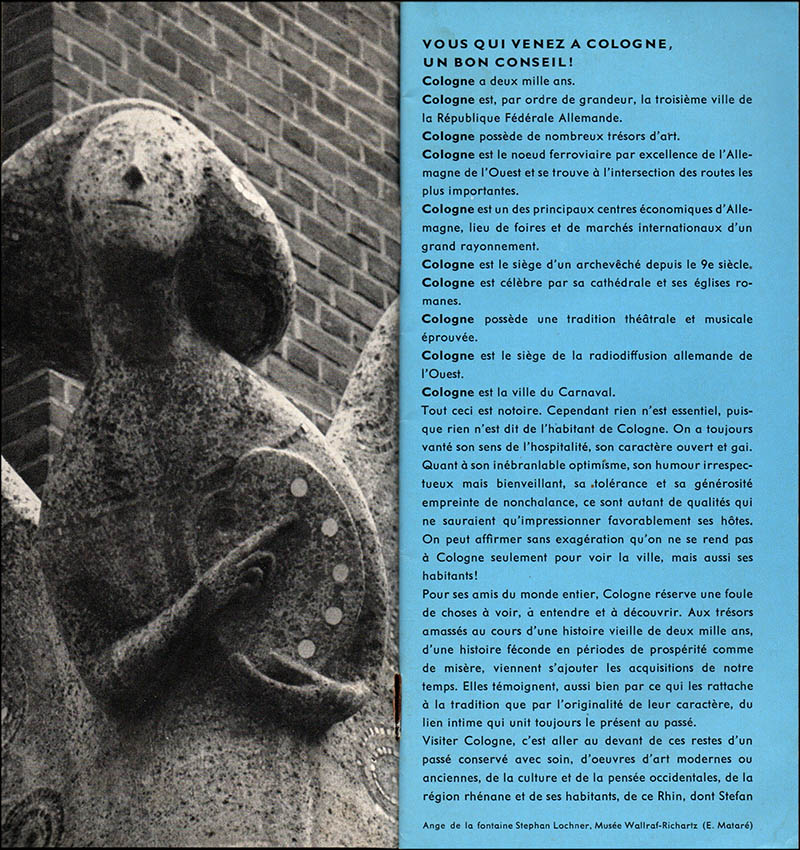 VOUS QUI VENEZ A COLOGNE,
UN BON CONSEIL!
Cologne a deux mille ans.
Cologne est, par ordre de grandeur, la troisième ville de
la République Fédérale Allemande.
Cologne possède de nombreux trésors d'art.
Cologne est le noeud ferroviaire par excellence de l'Alle-
magne de l'Ouest et se trouve à l'intersection des routes les
plus importantes.
Cologne est un des principaux centres économiques d'Alle-
magne, lieu de foires et de marchés internationaux d'un
grand rayonnement.
Cologne est le siège d'un archevêché depuis le 9e siècle.
Cologne est célèbre par sa cathédrale et ses églises ro-
manes.
Cologne possède une tradition théâtrale et musicale
éprouvée.
Cologne est le siège de la radiodiffusion allemande de
l'Ouest.
Cologne est la ville du Carnaval.
Tout ceci est notoire. Cependant rien n'est essentiel, puis-
que rien n'est dit de l'habitant de Cologne. On a toujours
vanté son sens de l'hospitalité, son caractère ouvert et gai.
Quant à son inébranlable optimisme, son humour irrespec-
tueux mais bienveillant, sa tolérance et sa générosité
empreinte de nonchalance, ce sont autant de qualités qui
ne sauraient qu'impressionner favorablement ses hôtes.
On peut affirmer sans exagération qu'on ne se rend pas
à Cologne seulement pour voir la ville, mais aussi ses
habitants!
Pour ses amis du monde entier, Cologne réserve une foule
de choses à voir, à entendre et à découvrir. Aux trésors
amassés au cours d'une histoire vieille de deux mille ans,
d'une histoire féconde en périodes de prospérité comme
de misère, viennent s'ajouter les acquisitions de notre
temps. Elles témoignent, aussi bien par ce qui les rattache
à la tradition que par l'originalité de leur caractère, du
lien intime qui unit toujours le présent au passé.
Visiter Cologne, c'est aller au devant de ces restes d'un
passé conservé avec soin, d'oeuvres d'art modernes ou
anciennes, de la culture et de la pensée occidentales, de la
région rhénane et de ses habitants, de ce Rhin, dont Stefan
Ange de la fontaine Stephan Lochner, Musée Wallraf-Richartz (E. Mataré)